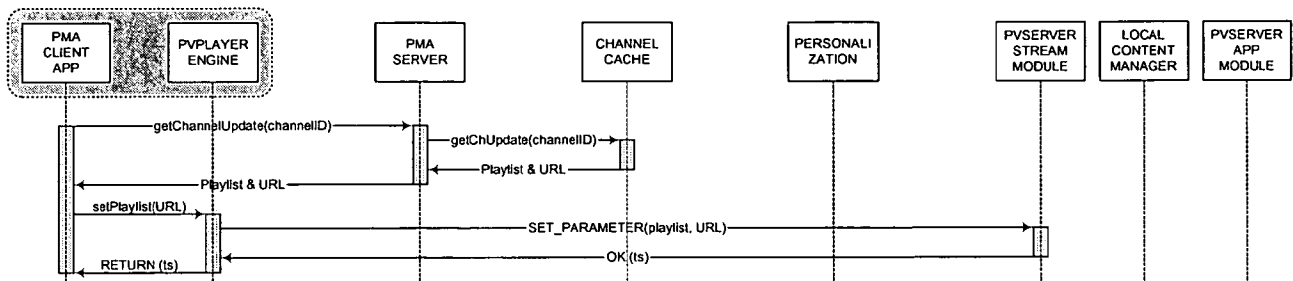 PMA
CLIENT
APP
PVPLAYER
ENGINE
PMA
SERVER
CHANNEL
CACHE
PERSONALI
ZATION
PVSERVER
STREAM
MODULE
LOCAL
CONTENT
MANAGER
PVSERVER
APP
MODULE
getChannelUpdate(channelID)
getChUpdate(channelID)
Playlist & URL
Playlist & URL
setPlaylist(URL)
SET_PARAMETER(playlist, URL)
OK (ts)
RETURN (ts)